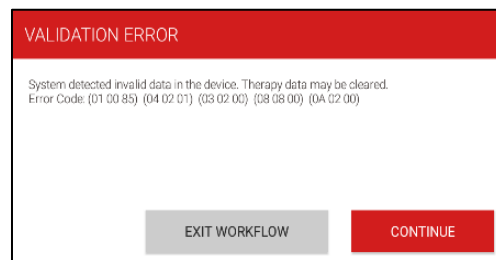 VALIDATION ERROR
System detected invalid data in the device. Therapy data may be cleared.
Error Code: (01 00 85) (04 02 01) (03 02 00) (08 08 00) (0A 02 00)
EXIT WORKFLOW
CONTINUE